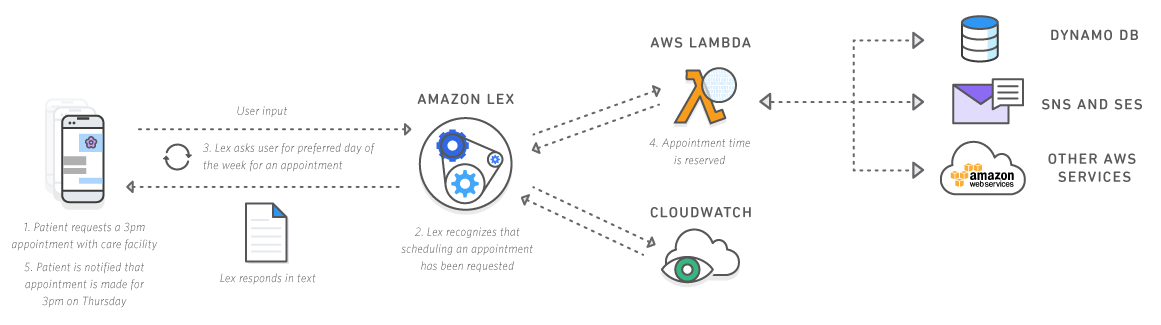 DYNAMO DB
AWS LAMBDA
AMAZON LEX
User input
SNS AND SES
3. Lex asks user for preferred day of
the week for an appointment
4. Appointment time
is reserved
OTHER AWS
SERVICES
amazon
web services
CLOUDWATCH
1. Patient requests a 3pm
appointment with care facility
5. Patient is notified that
appointment is made for
3pm on Thursday
Lex responds in text
2. Lex recognizes that
scheduling an appointment
has been requested